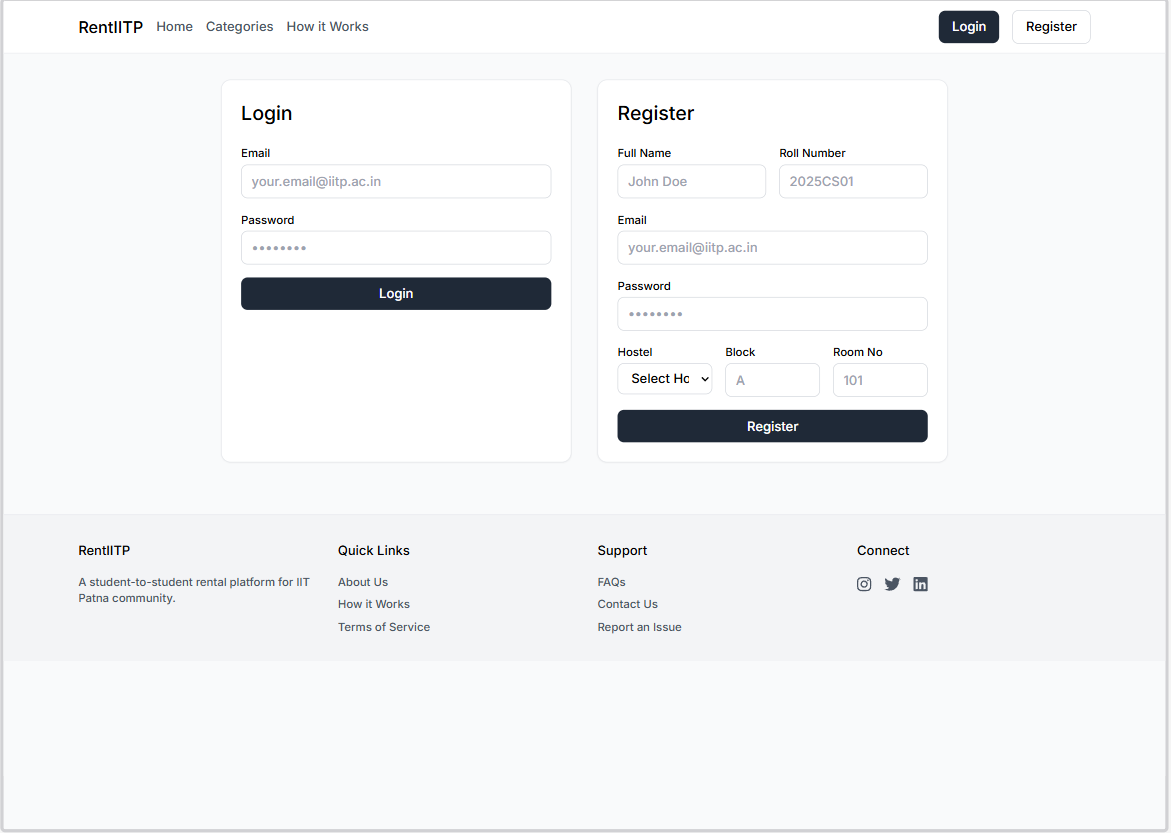 RentIITP Home Categories How it Works Login Register
Login
Email
your.email@iitp.ac.in
Password
••••••••
Login
Register
Full Name Roll Number
John Doe 2025CS01
Email
your.email@iitp.ac.in
Password
••••••••
Hostel Block Room No
Select Ho A 101
Register
RentIITP
A student-to-student rental platform for IIT
Patna community.
Quick Links
About Us
How it Works
Terms of Service
Support
FAQs
Contact Us
Report an Issue
Connect